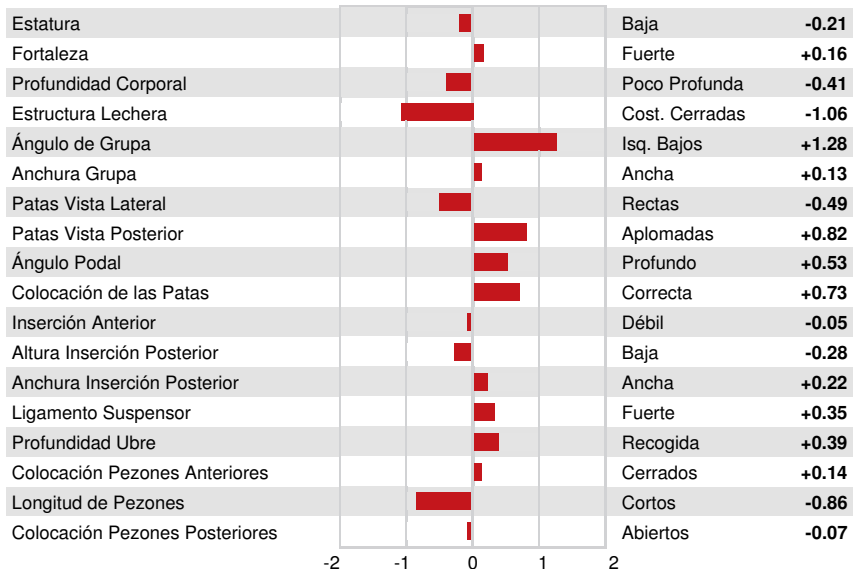 Estatura Baja -0.21
Fortaleza Fuerte +0.16
Profundidad Corporal Poco Profunda -0.41
Estructura Lechera Cost. Cerradas -1.06
Ángulo de Grupa Isq. Bajos +1.28
Anchura Grupa Ancha +0.13
Patas Vista Lateral Rectas -0.49
Patas Vista Posterior Aplomadas +0.82
Ángulo Podal Profundo +0.53
Colocación de las Patas Correcta +0.73
Inserción Anterior Débil -0.05
Altura Inserción Posterior Baja -0.28
Anchura Inserción Posterior Ancha +0.22
Ligamento Suspensor Fuerte +0.35
Profundidad Ubre Recogida +0.39
Colocación Pezones Anteriores Cerrados +0.14
Longitud de Pezones Cortos -0.86
Colocación Pezones Posteriores Abiertos -0.07
-2 -1 0 1 2